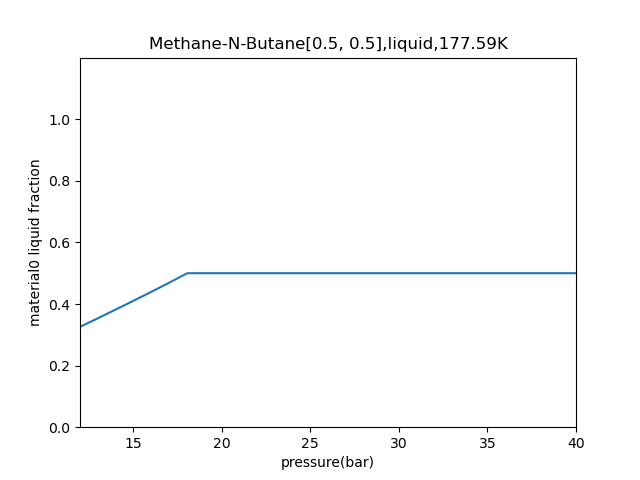 Methane-N-Butane[0.5, 0.5],liquid,177.59K
material0 liquid fraction
1.0
0.8
0.6
0.4
0.2
0.0
15 20 25 30 35 40
pressure(bar)